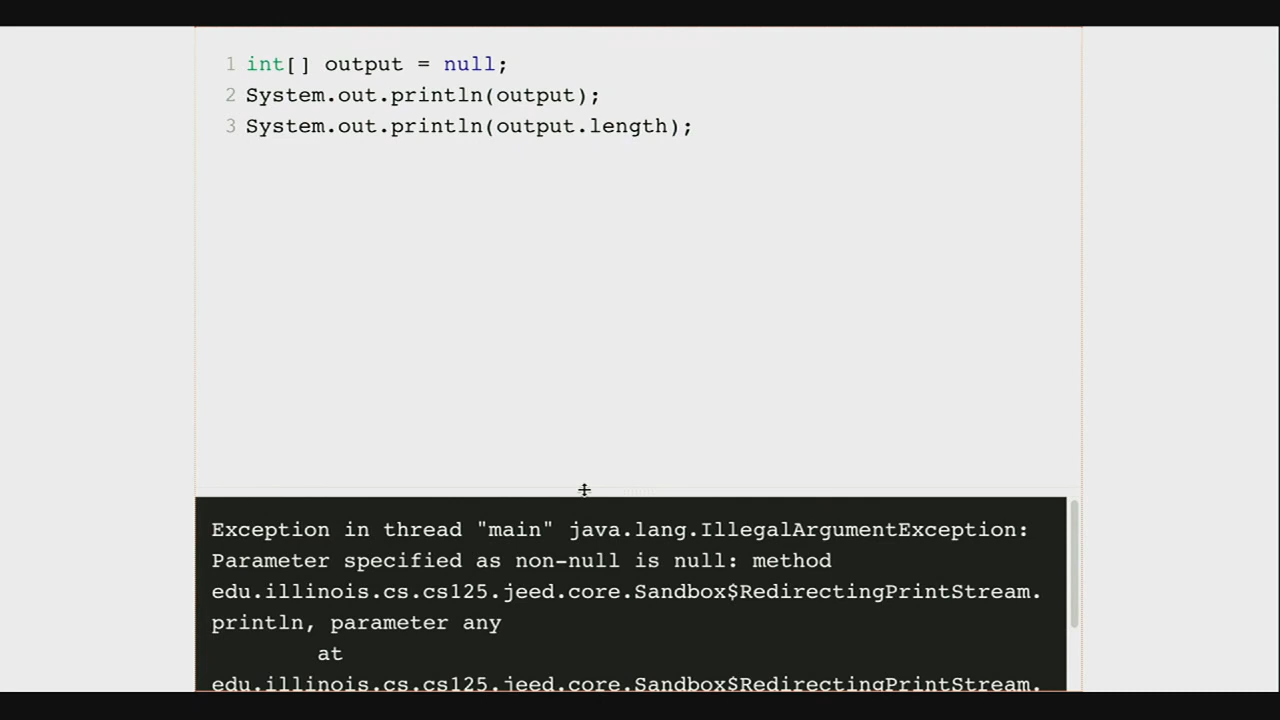 1 int[] output = null;
2 System.out.println(output);
3 System.out.println(output.length);
Exception in thread "main" java.lang.IllegalArgumentException:
Parameter specified as non-null is null: method
edu.illinois.cs.cs125.jeed.core.Sandbox$RedirectingPrintStream.
println, parameter any
at
edu.illinois.cs.cs125.jeed.core.Sandbox$RedirectingPrintStream.